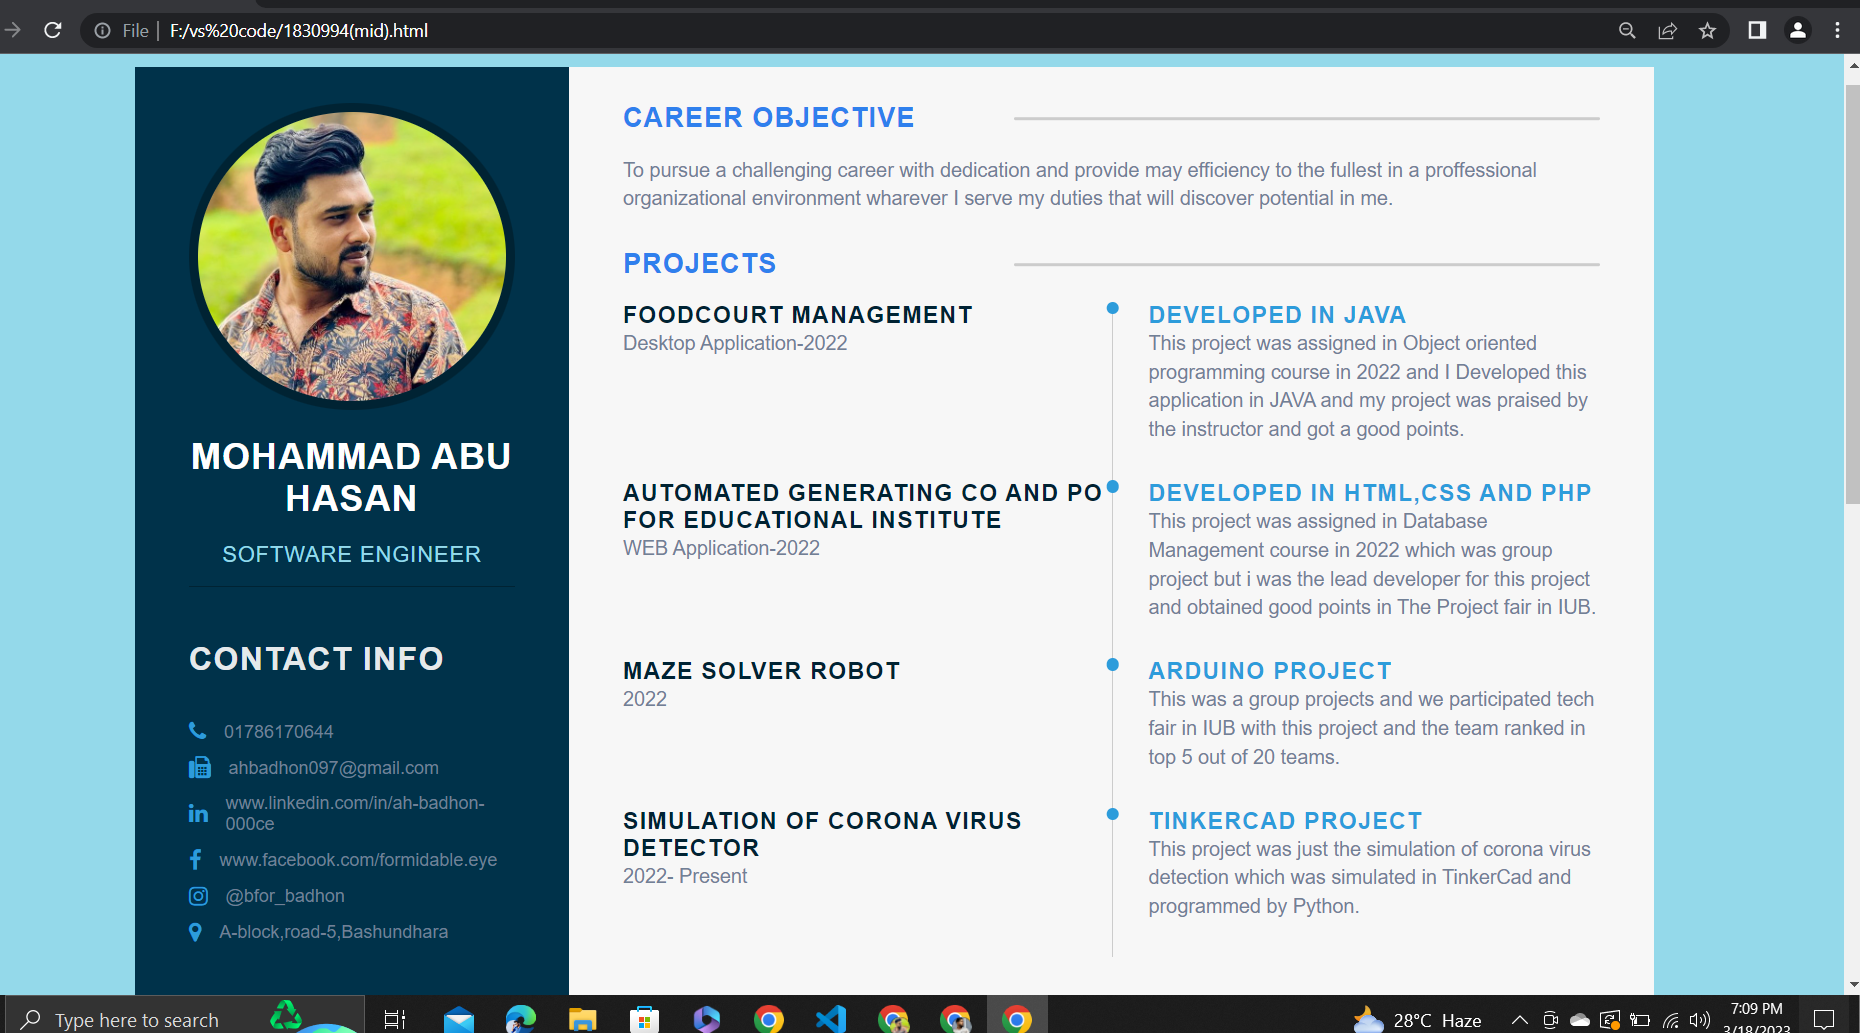 File | F:/vs%20code/1830994(mid).html
MOHAMMAD ABU
HASAN
SOFTWARE ENGINEER
CONTACT INFO
01786170644
ahbadhon097@gmail.com
www.linkedin.com/in/ah-badhon-
000ce
www.facebook.com/formidable.eye
@bfor_badhon
A-block,road-5,Bashundhara
CAREER OBJECTIVE
To pursue a challenging career with dedication and provide may efficiency to the fullest in a proffessional
organizational environment wharever I serve my duties that will discover potential in me.
PROJECTS
FOODCOURT MANAGEMENT
Desktop Application-2022
DEVELOPED IN JAVA
This project was assigned in Object oriented
programming course in 2022 and I Developed this
application in JAVA and my project was praised by
the instructor and got a good points.
AUTOMATED GENERATING CO AND PO
FOR EDUCATIONAL INSTITUTE
WEB Application-2022
DEVELOPED IN HTML,CSS AND PHP
This project was assigned in Database
Management course in 2022 which was group
project but i was the lead developer for this project
and obtained good points in The Project fair in IUB.
MAZE SOLVER ROBOT
2022
ARDUINO PROJECT
This was a group projects and we participated tech
fair in IUB with this project and the team ranked in
top 5 out of 20 teams.
SIMULATION OF CORONA VIRUS
DETECTOR
2022- Present
TINKERCAD PROJECT
This project was just the simulation of corona virus
detection which was simulated in TinkerCad and
programmed by Python.
Type here to search
28°C Haze
7:09 PM
3/18/2023